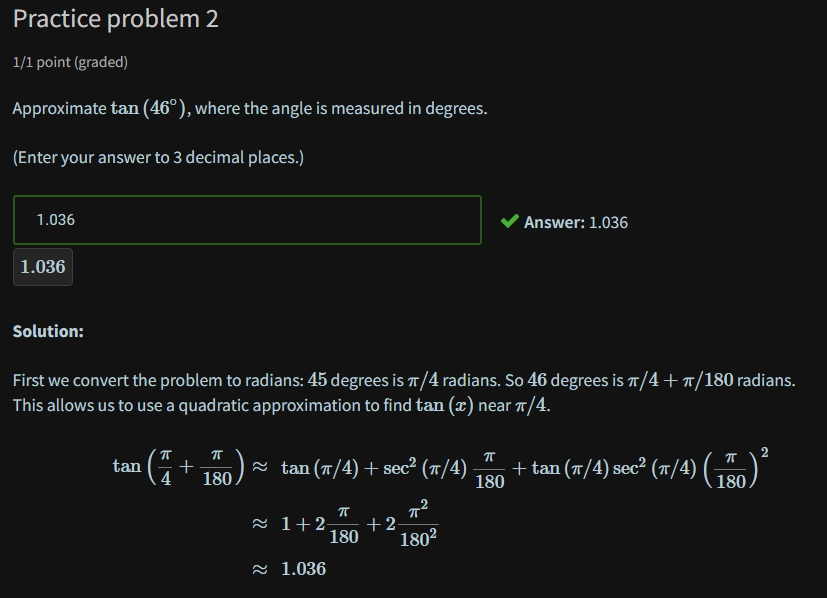 Practice problem 2
1/1 point (graded)
Approximate tan (46°), where the angle is measured in degrees.
(Enter your answer to 3 decimal places.)
1.036
Answer: 1.036
1.036
Solution:
First we convert the problem to radians: 45 degrees is π/4 radians. So 46 degrees is π/4 + π/180 radians.
This allows us to use a quadratic approximation to find tan (x) near π/4.
tan (π/4 + π/180) ≈ tan (π/4) + sec² (π/4) π/180 + tan (π/4) sec² (π/4) (π/180)²
≈ 1 + 2 π/180 + 2 π²/180²
≈ 1.036